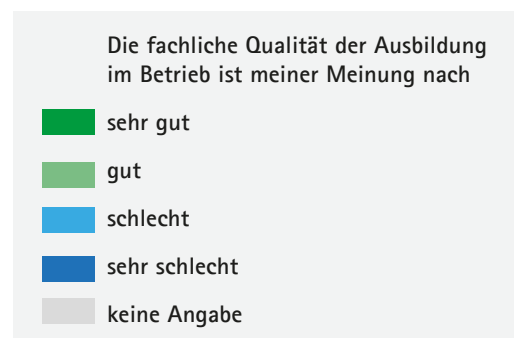 Die fachliche Qualität der Ausbildung
im Betrieb ist meiner Meinung nach
sehr gut
gut
schlecht
sehr schlecht
keine Angabe